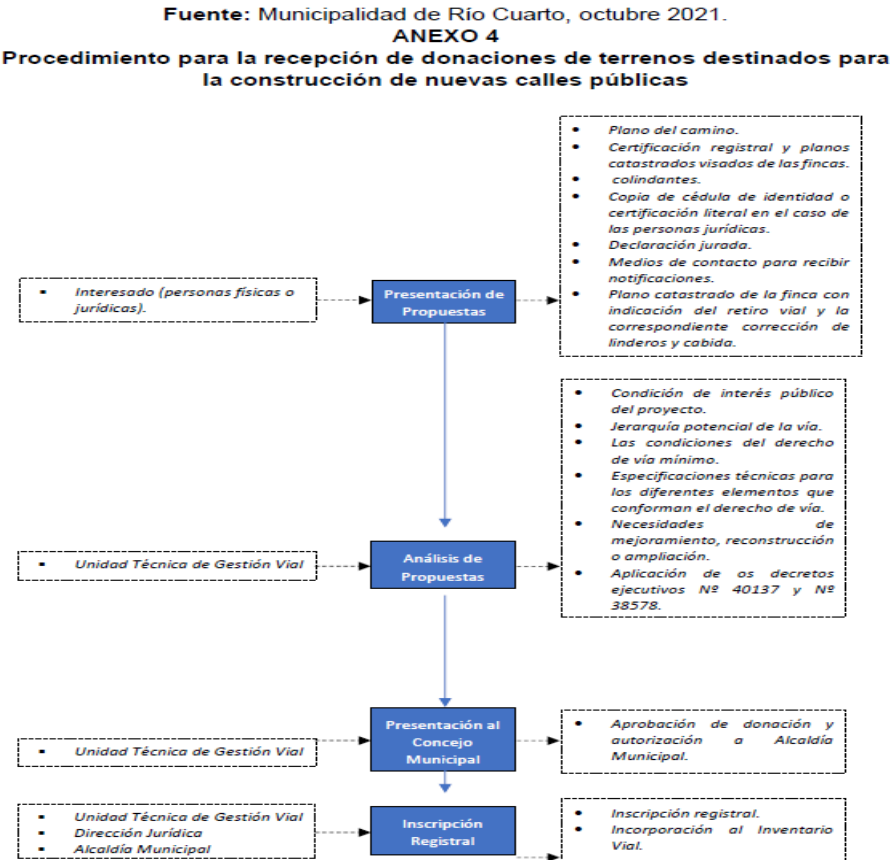 Fuente: Municipalidad de Río Cuarto, octubre 2021.
ANEXO 4
Procedimiento para la recepción de donaciones de terrenos destinados para
la construcción de nuevas calles públicas
• Interesado (personas físicas o
jurídicas).
Presentación de
Propuestas
• Plano del camino.
• Certificación registral y planos
catastrados visados de las fincas.
• colindantes.
• Copia de cédula de identidad o
certificación literal en el caso de
las personas jurídicas.
• Declaración jurada.
• Medios de contacto para recibir
notificaciones.
• Plano catastrado de la finca con
indicación del retiro vial y la
correspondiente corrección de
linderos y cabida.
• Unidad Técnica de Gestión Vial
Análisis de
Propuestas
• Condición de interés público
del proyecto.
• Jerarquía potencial de la vía.
• Las condiciones del derecho
de vía mínimo.
• Especificaciones técnicas para
los diferentes elementos que
conforman el derecho de vía.
• Necesidades de
mejoramiento, reconstrucción
o ampliación.
• Aplicación de os decretos
ejecutivos Nº 40137 y Nº
38578.
• Unidad Técnica de Gestión Vial
Presentación al
Concejo
Municipal
• Aprobación de donación y
autorización a Alcaldía
Municipal.
• Unidad Técnica de Gestión Vial
• Dirección Jurídica
• Alcaldía Municipal
Inscripción
Registral
• Inscripción registral.
• Incorporación al Inventario
Vial.